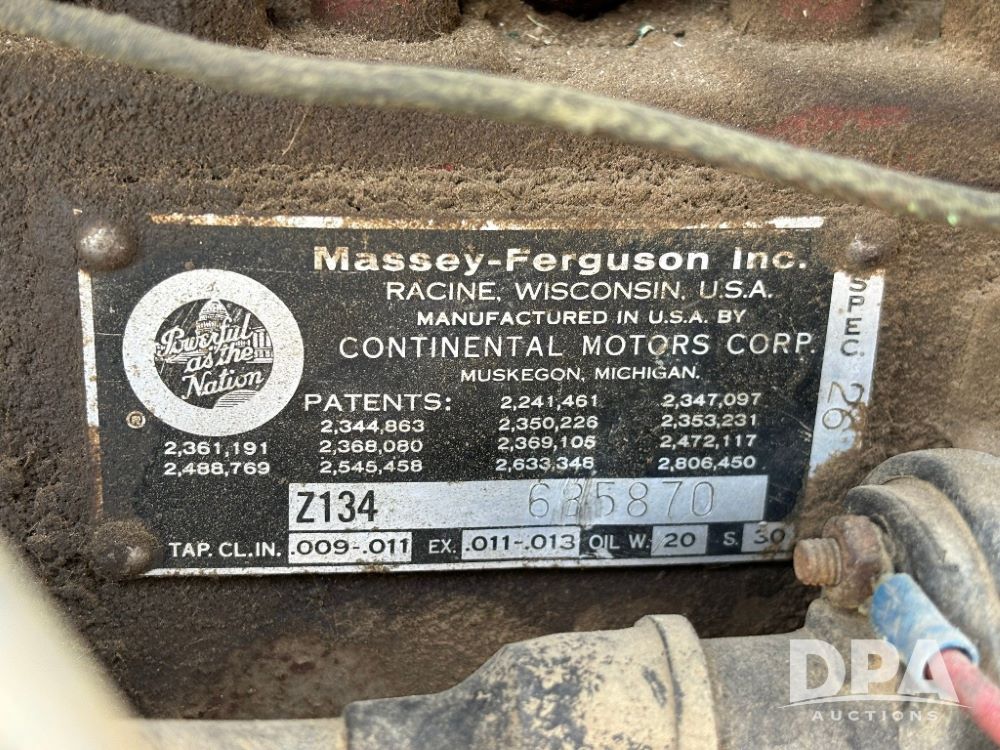 Massey-Ferguson Inc.
RACINE, WISCONSIN, U.S.A.
MANUFACTURED IN U.S.A. BY
CONTINENTAL MOTORS CORP.
MUSKEGON, MICHIGAN.
Powerful
as the
Nation
®
PATENTS: 2,241,461 2,347,097
2,344,863 2,350,226 2,353,231
2,361,191 2,368,080 2,369,106 2,472,117
2,488,769 2,545,458 2,633,348 2,806,450
Z134
TAP. CL.IN. .009-.011 EX. .011-.013 OIL W. 20 S. 30
SPEC. 26
DPA
AUCTIONS